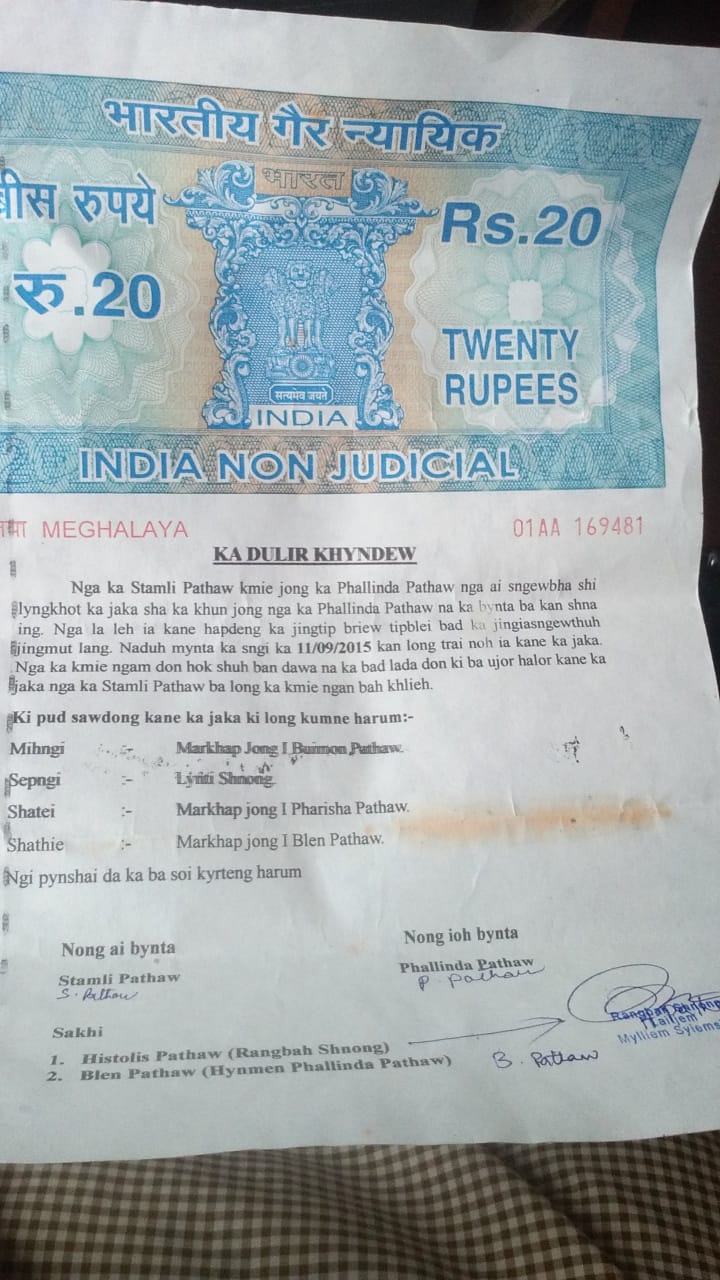 भारतीय गैर न्यायिक
भारत
बीस रुपये
Rs.20
रु.20
TWENTY
RUPEES
सत्यमेव जयते
INDIA
INDIA NON JUDICIAL
MEGHALAYA
01AA 169481
KA DULIR KHYNDEW
Nga ka Stamli Pathaw kmie jong ka Phallinda Pathaw nga ai sngewbha shi
lyngkhot ka jaka sha ka khun jong nga ka Phallinda Pathaw na ka bynta ba kan shna
ing. Nga la leh ia kane hapdeng ka jingtip briew tipblei bad ka jingiasngewthuh
jingmut lang. Naduh mynta ka sngi ka 11/09/2015 kan long trai noh ia kane ka jaka.
Nga ka kmie ngam don hok shuh ban dawa na ka bad lada don ki ba ujor halor kane ka
jaka nga ka Stamli Pathaw ba long ka kmie ngan bah khlieh.
Ki pud sawdong kane ka jaka ki long kumne harum:-
Mihngi :- Markhap Jong I Buimon Pathaw.
Sepngi :- Lynti Shnong.
Shatei :- Markhap jong I Pharisha Pathaw.
Shathie :- Markhap jong I Blen Pathaw.
Ngi pynshai da ka ba soi kyrteng harum
Nong ai bynta
Nong ioh bynta
Stamli Pathaw
Phallinda Pathaw
S. Pathaw
P. Pathaw
Sakhi
Rangbah Shnong
Mylliem Syiems
1. Histolis Pathaw (Rangbah Shnong)
2. Blen Pathaw (Hynmen Phallinda Pathaw)
B. Pathaw